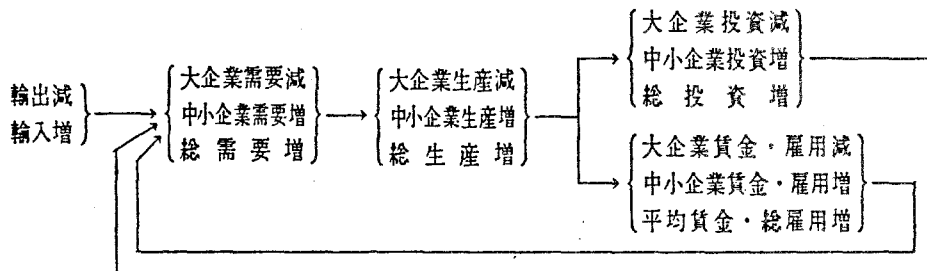 輸出減
輸入増
大企業需要減
中小企業需要増
総需要増
大企業生産減
中小企業生産増
総生産増
大企業投資減
中小企業投資増
総投資増
大企業賃金・雇用減
中小企業賃金・雇用増
平均賃金・総雇用増